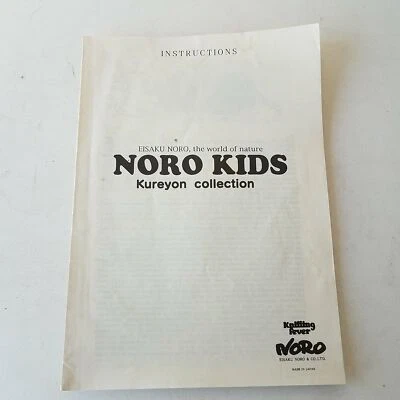 INSTRUCTIONS
EISAKU NORO, the world of nature
NORO KIDS
Kureyon collection
Knitting
Fever
NORO
EISAKU NORO & CO.,LTD.
MADE IN JAPAN